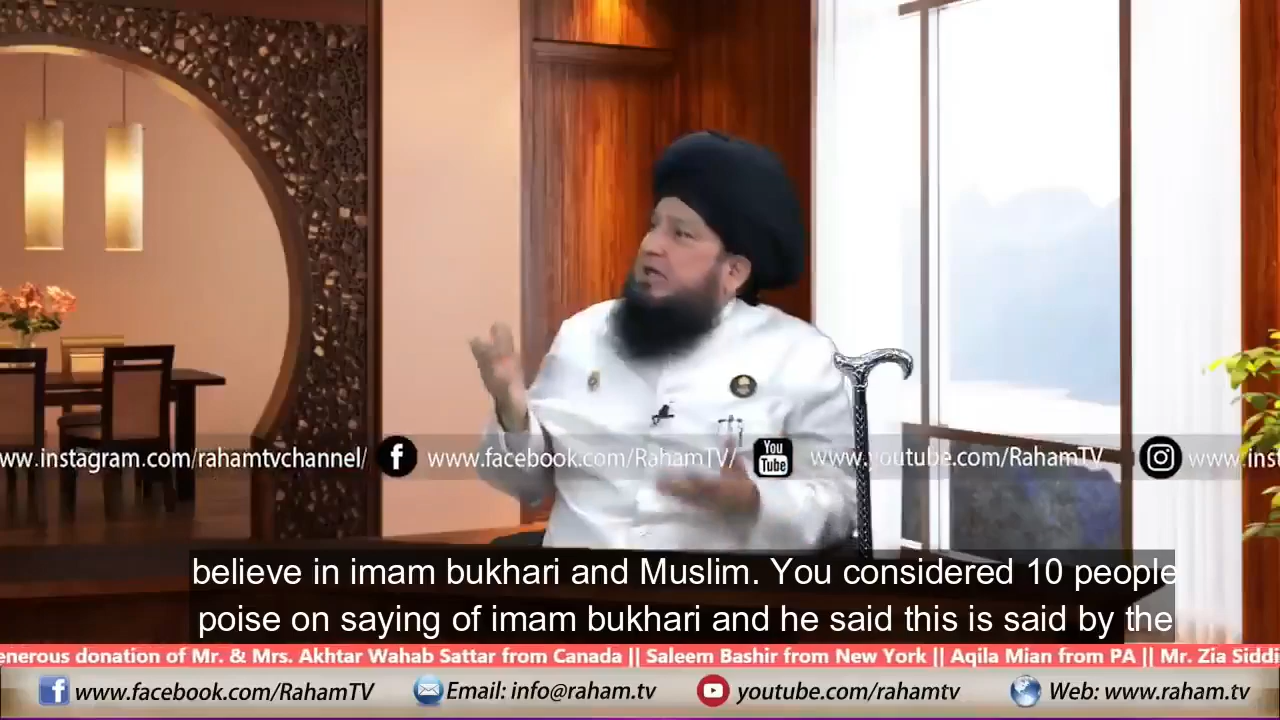 ww.instagram.com/rahamtvchannel/ f www.facebook.com/RahamTV/ You Tube www.youtube.com/RahamTV www.inst
believe in imam bukhari and Muslim. You considered 10 people
poise on saying of imam bukhari and he said this is said by the
enerous donation of Mr. & Mrs. Akhtar Wahab Sattar from Canada || Saleem Bashir from New York || Aqila Mian from PA || Mr. Zia Siddi
f www.facebook.com/RahamTV Email: info@raham.tv youtube.com/rahamtv Web: www.raham.tv